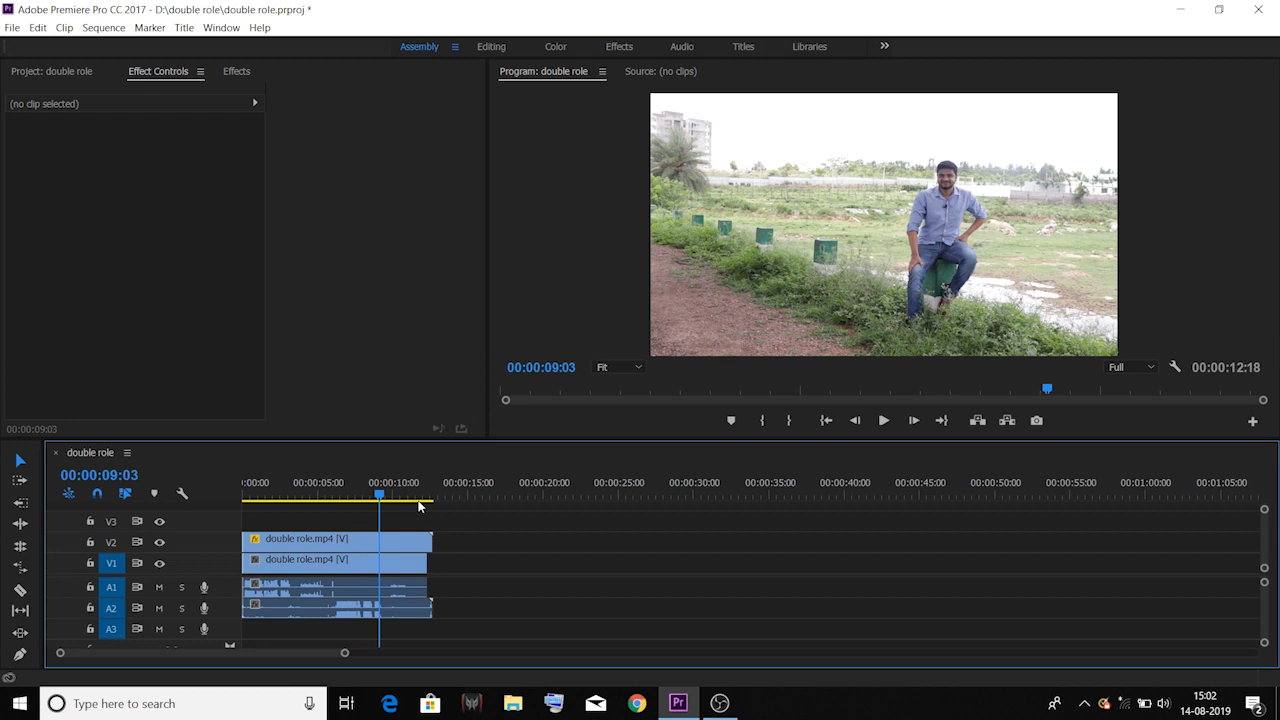 Adobe Premiere Pro CC 2017 - D:\double role\double role.prproj *
File Edit Clip Sequence Marker Title Window Help
Assembly Editing Color Effects Audio Titles Libraries
Project: double role Effect Controls Effects
Program: double role Source: (no clips)
(no clip selected)
00:00:09:03 Fit Full 00:00:12:18
00:00:09:03
double role
00:00:09:03
:00:00 00:00:05:00 00:00:10:00 00:00:15:00 00:00:20:00 00:00:25:00 00:00:30:00 00:00:35:00 00:00:40:00 00:00:45:00 00:00:50:00 00:00:55:00 00:01:00:00 00:01:05:00
V3
V2 fx double role.mp4 [V]
V1 fx double role.mp4 [V]
A1 M S fx
A2 M S fx
A3 M S
Type here to search
Pr
15:02
14-08-2019
2